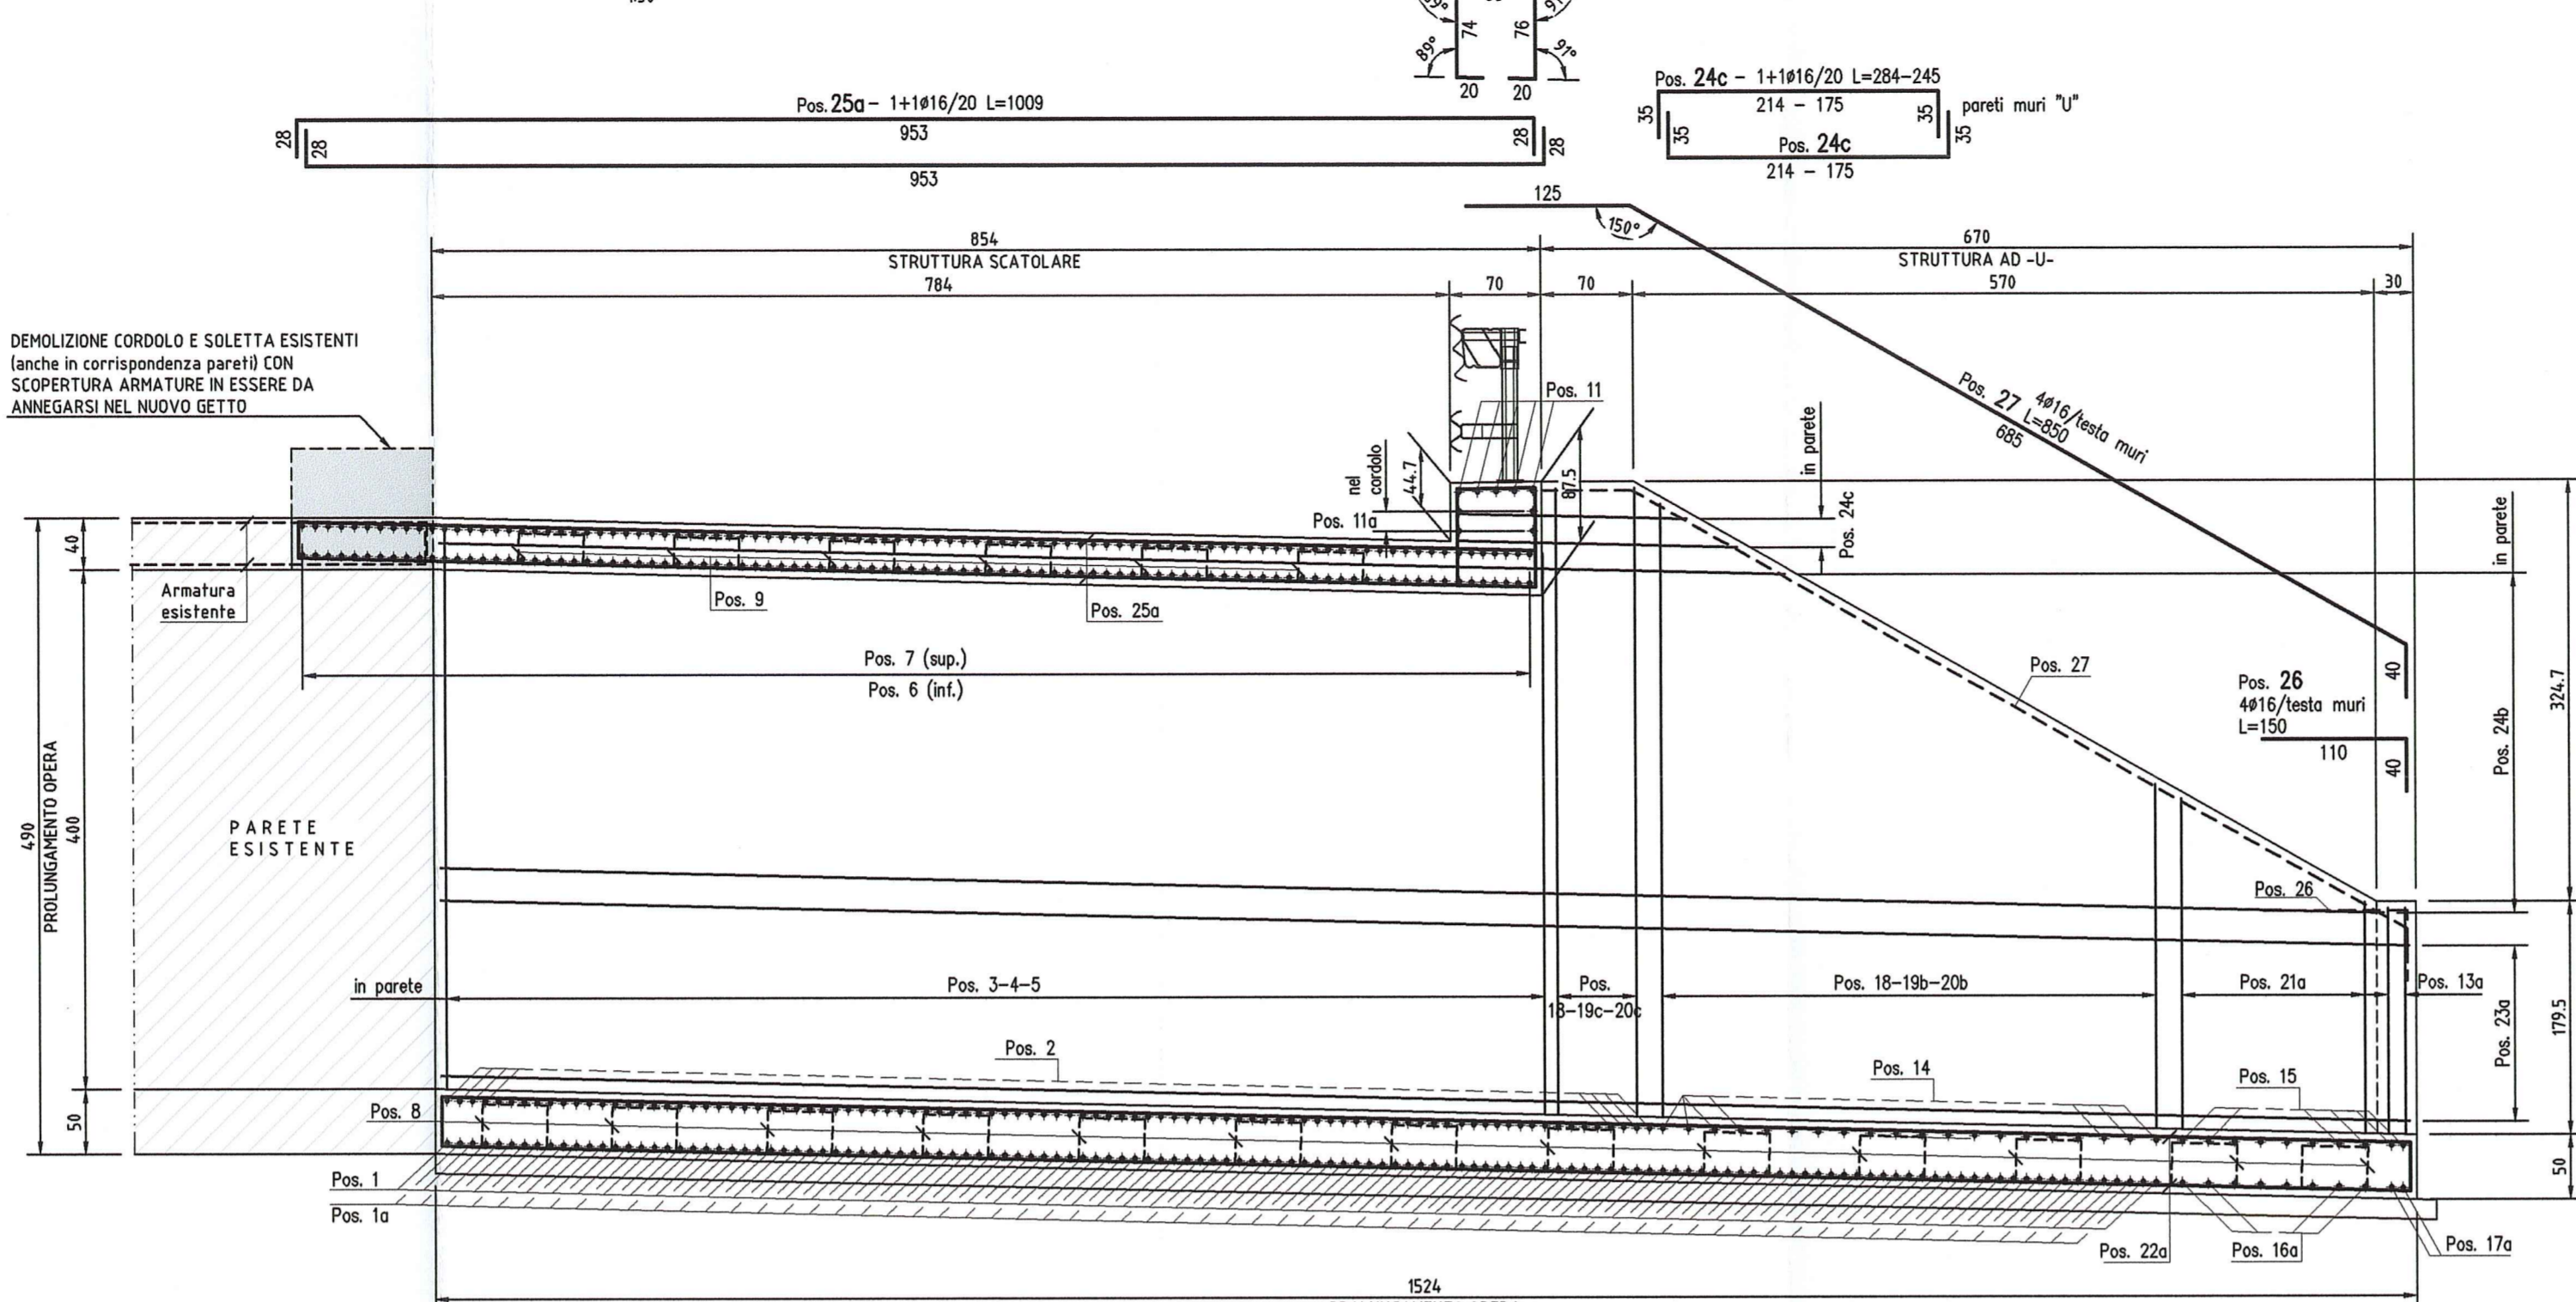 89°
74
76
91°
20
20
Pos. 25a - 1+1ø16/20 L=1009
953
28
28
28
28
953
Pos. 24c - 1+1ø16/20 L=284-245
214 - 175
35
35
35
35
pareti muri "U"
Pos. 24c
214 - 175
125
150°
854
STRUTTURA SCATOLARE
670
STRUTTURA AD -U-
784
70
70
570
30
DEMOLIZIONE CORDOLO E SOLETTA ESISTENTI
(anche in corrispondenza pareti) CON
SCOPERTURA ARMATURE IN ESSERE DA
ANNEGARSI NEL NUOVO GETTO
Pos. 27 4ø16/testa muri
L=850
685
Pos. 11
nel
cordolo
44.7
87.5
in parete
Pos. 24c
in parete
Pos. 11a
40
Armatura
esistente
Pos. 9
Pos. 25a
Pos. 7 (sup.)
Pos. 6 (inf.)
Pos. 27
Pos. 26
4ø16/testa muri
L=150
110
40
40
324.7
Pos. 24b
490
PROLUNGAMENTO OPERA
400
PARETE
ESISTENTE
Pos. 26
in parete
Pos. 3-4-5
Pos.
18-19c-20c
Pos. 18-19b-20b
Pos. 21a
Pos. 13a
Pos. 23a
179.5
Pos. 2
Pos. 14
Pos. 15
50
Pos. 8
50
Pos. 1
Pos. 1a
Pos. 22a
Pos. 16a
Pos. 17a
1524